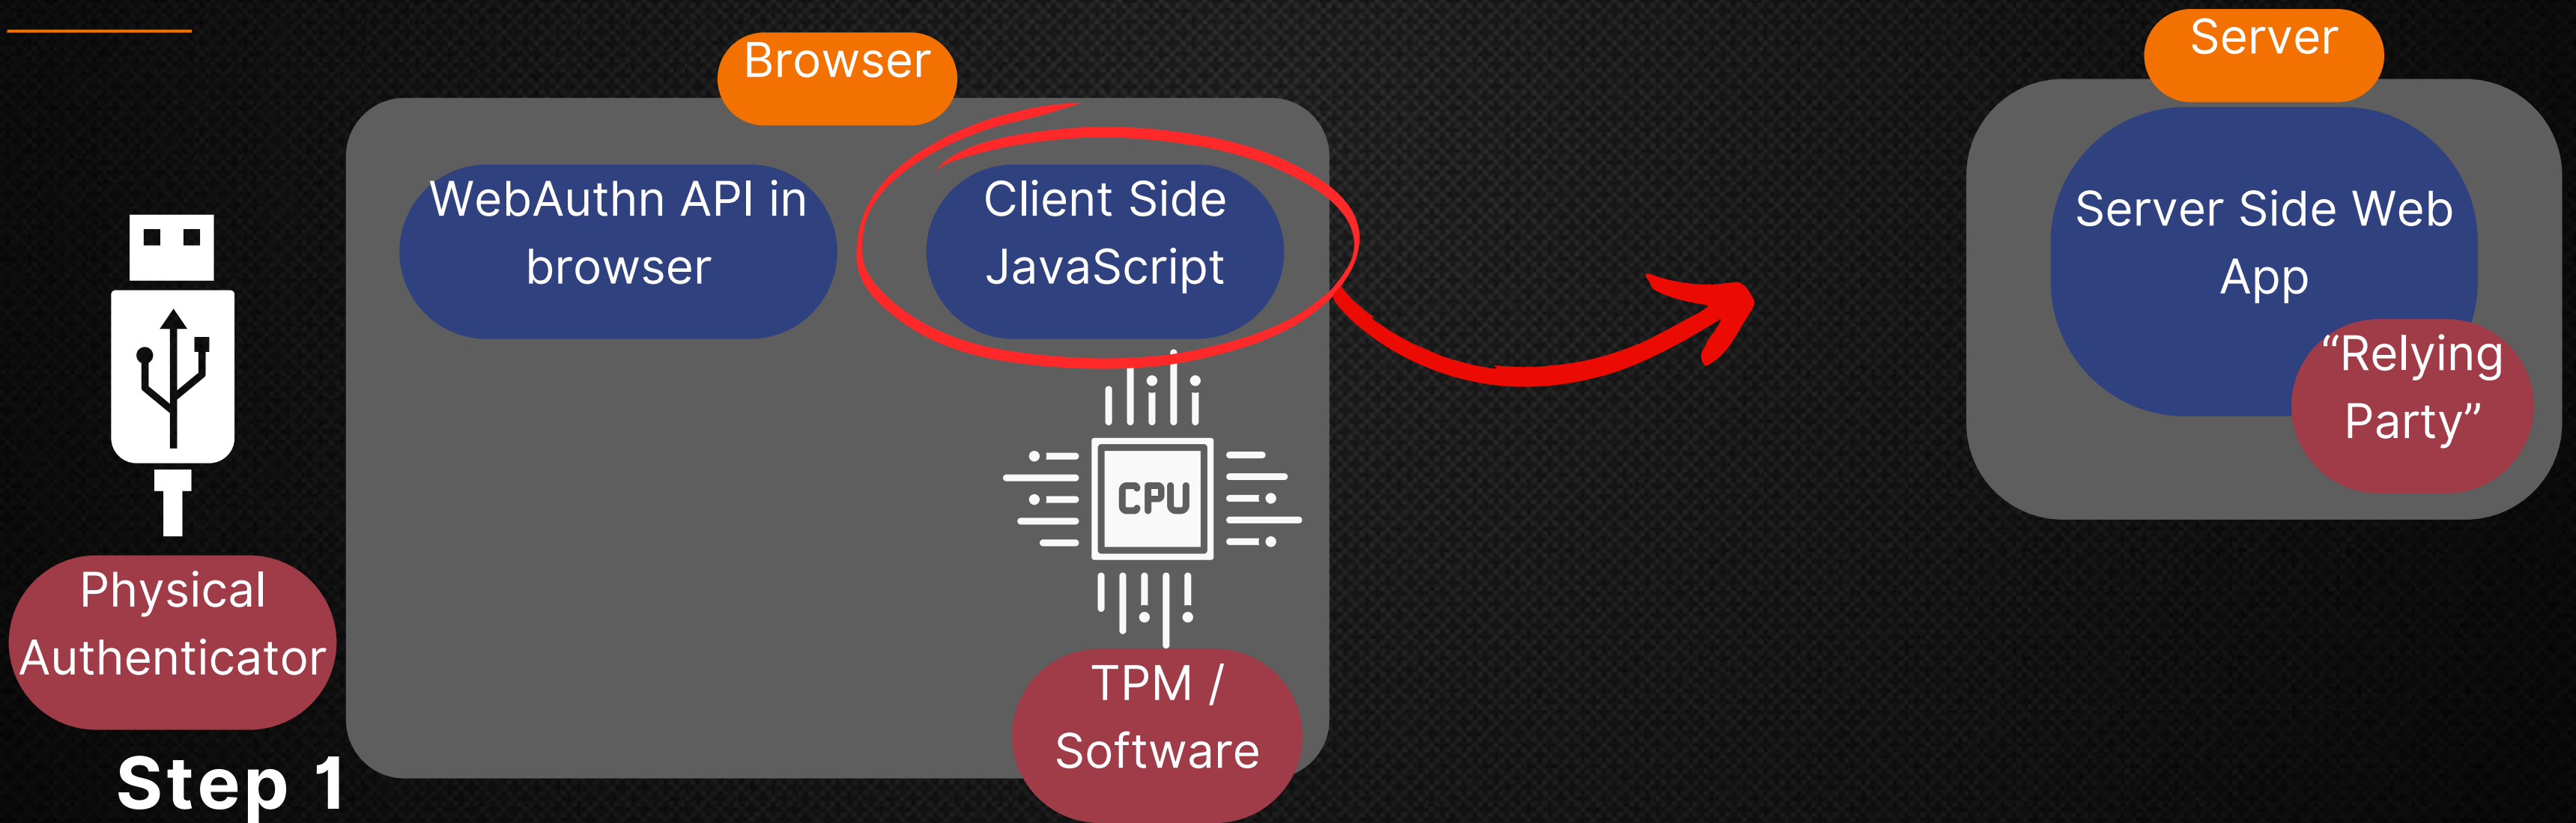 Browser
Server
WebAuthn API in
browser
Client Side
JavaScript
Server Side Web
App
“Relying
Party”
CPU
Physical
Authenticator
TPM /
Software
Step 1